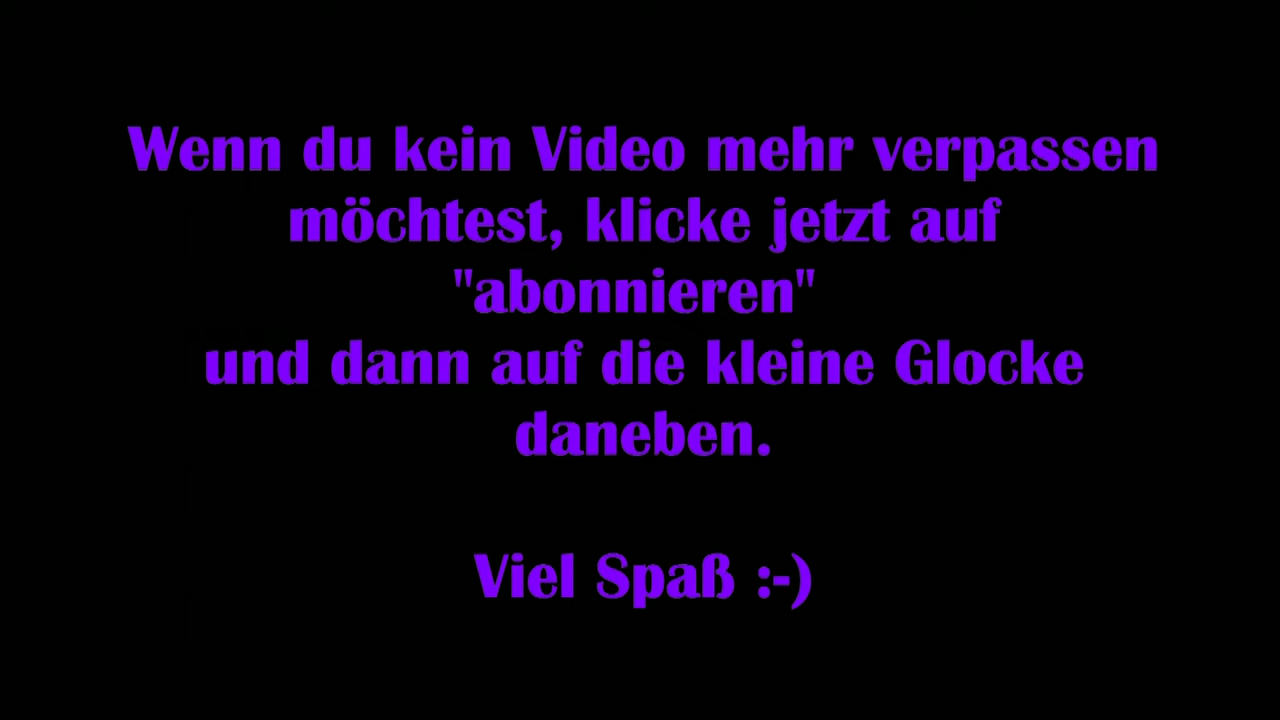 Wenn du kein Video mehr verpassen
möchtest, klicke jetzt auf
"abonnieren"
und dann auf die kleine Glocke
daneben.
Viel Spaß :-)